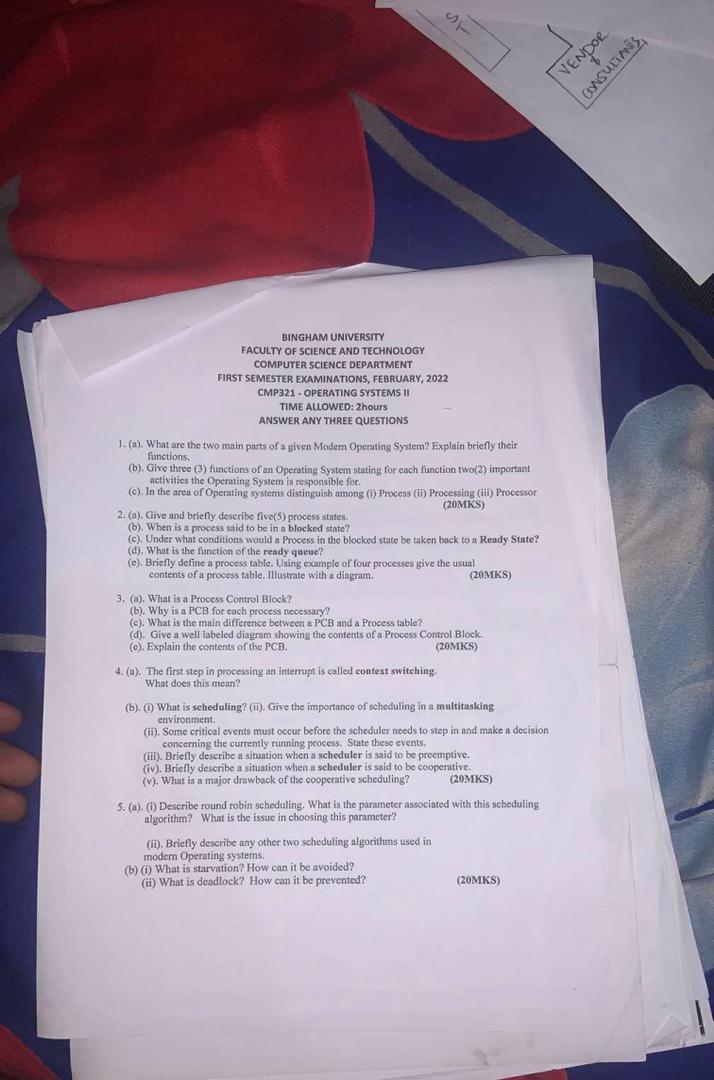 ST
VENDOR
&
CONSULTANTS,
BINGHAM UNIVERSITY
FACULTY OF SCIENCE AND TECHNOLOGY
COMPUTER SCIENCE DEPARTMENT
FIRST SEMESTER EXAMINATIONS, FEBRUARY, 2022
CMP321 - OPERATING SYSTEMS II
TIME ALLOWED: 2hours
ANSWER ANY THREE QUESTIONS
1. (a). What are the two main parts of a given Modern Operating System? Explain briefly their
functions.
(b). Give three (3) functions of an Operating System stating for each function two(2) important
activities the Operating System is responsible for.
(c). In the area of Operating systems distinguish among (i) Process (ii) Processing (iii) Processor
(20MKS)
2. (a). Give and briefly describe five(5) process states.
(b). When is a process said to be in a blocked state?
(c). Under what conditions would a Process in the blocked state be taken back to a Ready State?
(d). What is the function of the ready queue?
(e). Briefly define a process table. Using example of four processes give the usual
contents of a process table. Illustrate with a diagram. (20MKS)
3. (a). What is a Process Control Block?
(b). Why is a PCB for each process necessary?
(c). What is the main difference between a PCB and a Process table?
(d). Give a well labeled diagram showing the contents of a Process Control Block.
(e). Explain the contents of the PCB. (20MKS)
4. (a). The first step in processing an interrupt is called context switching.
What does this mean?
(b). (i) What is scheduling? (ii). Give the importance of scheduling in a multitasking
environment.
(ii). Some critical events must occur before the scheduler needs to step in and make a decision
concerning the currently running process. State these events.
(iii). Briefly describe a situation when a scheduler is said to be preemptive.
(iv). Briefly describe a situation when a scheduler is said to be cooperative.
(v). What is a major drawback of the cooperative scheduling? (20MKS)
5. (a). (i) Describe round robin scheduling. What is the parameter associated with this scheduling
algorithm? What is the issue in choosing this parameter?
(ii). Briefly describe any other two scheduling algorithms used in
modern Operating systems.
(b) (i) What is starvation? How can it be avoided?
(ii) What is deadlock? How can it be prevented? (20MKS)